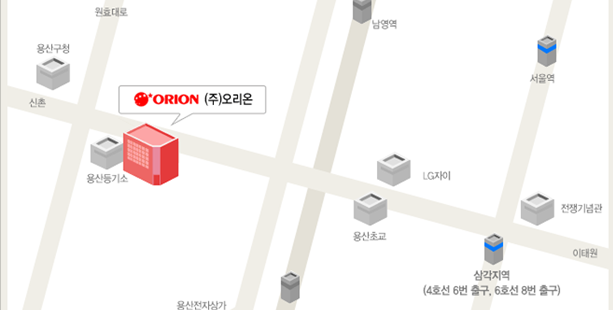 원효대로
남영역
용산구청
서울역
신촌
ORION (주)오리온
용산등기소
LG자이
전쟁기념관
용산초교
이태원
삼각지역
(4호선 6번 출구, 6호선 8번 출구)
용산전자상가